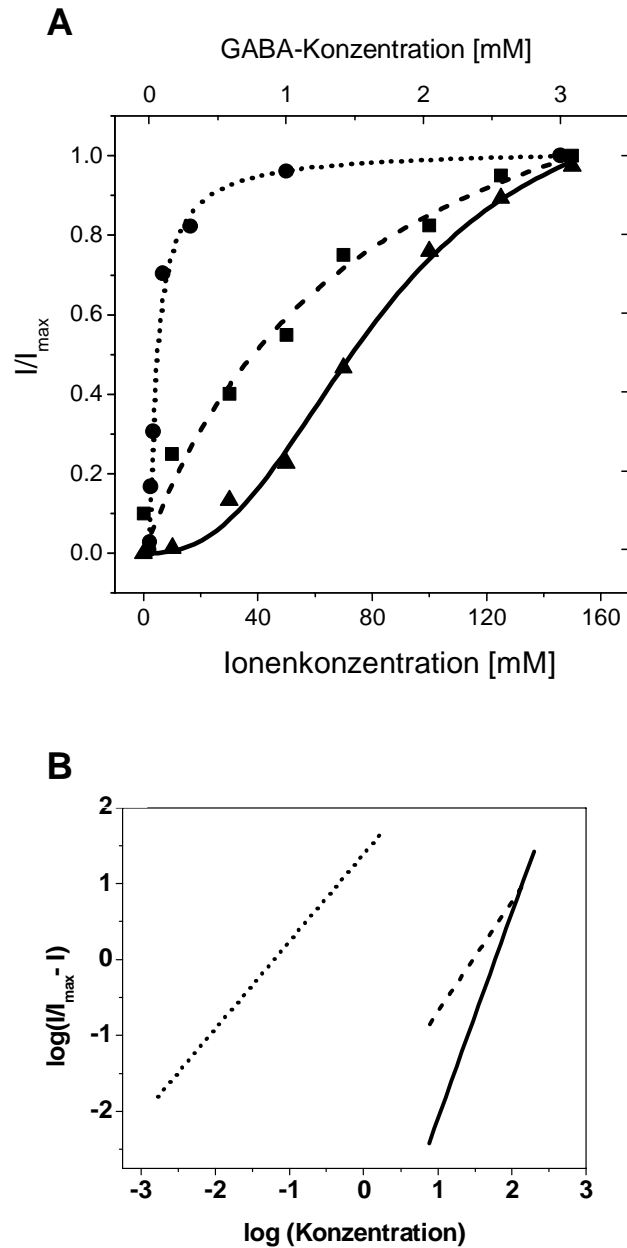 A
GABA-Konzentration [mM]
0 1 2 3
1.0
0.8
0.6
0.4
0.2
0.0
I/Imax
0 40 80 120 160
Ionenkonzentration [mM]
B
2
1
0
-1
-2
log(I/Imax- I)
-3 -2 -1 0 1 2 3
log (Konzentration)